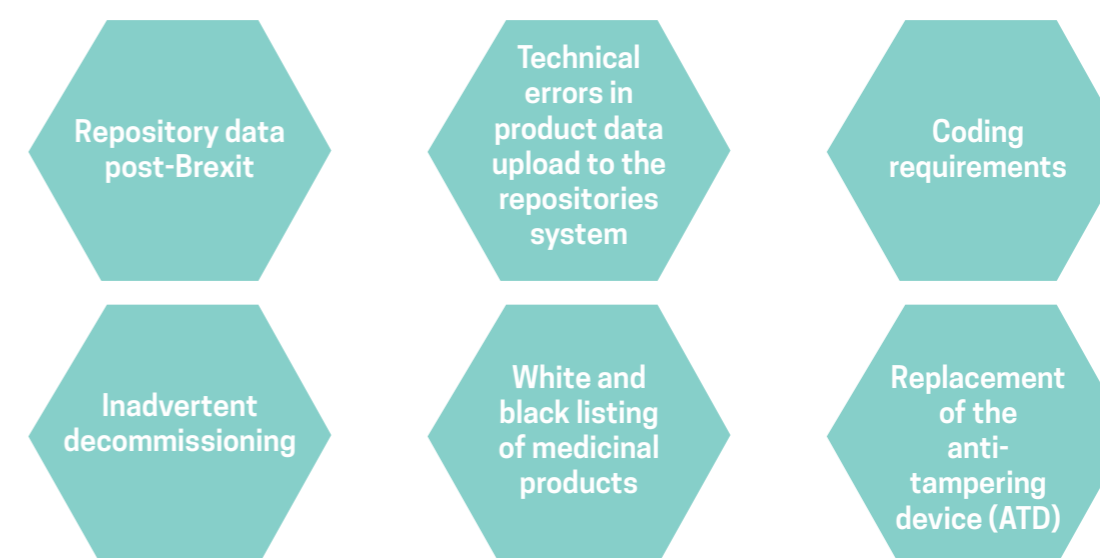 Repository data
post-Brexit
Technical
errors in
product data
upload to the
repositories
system
Coding
requirements
Inadvertent
decommissioning
White and
black listing
of medicinal
products
Replacement
of the
anti-
tampering
device (ATD)